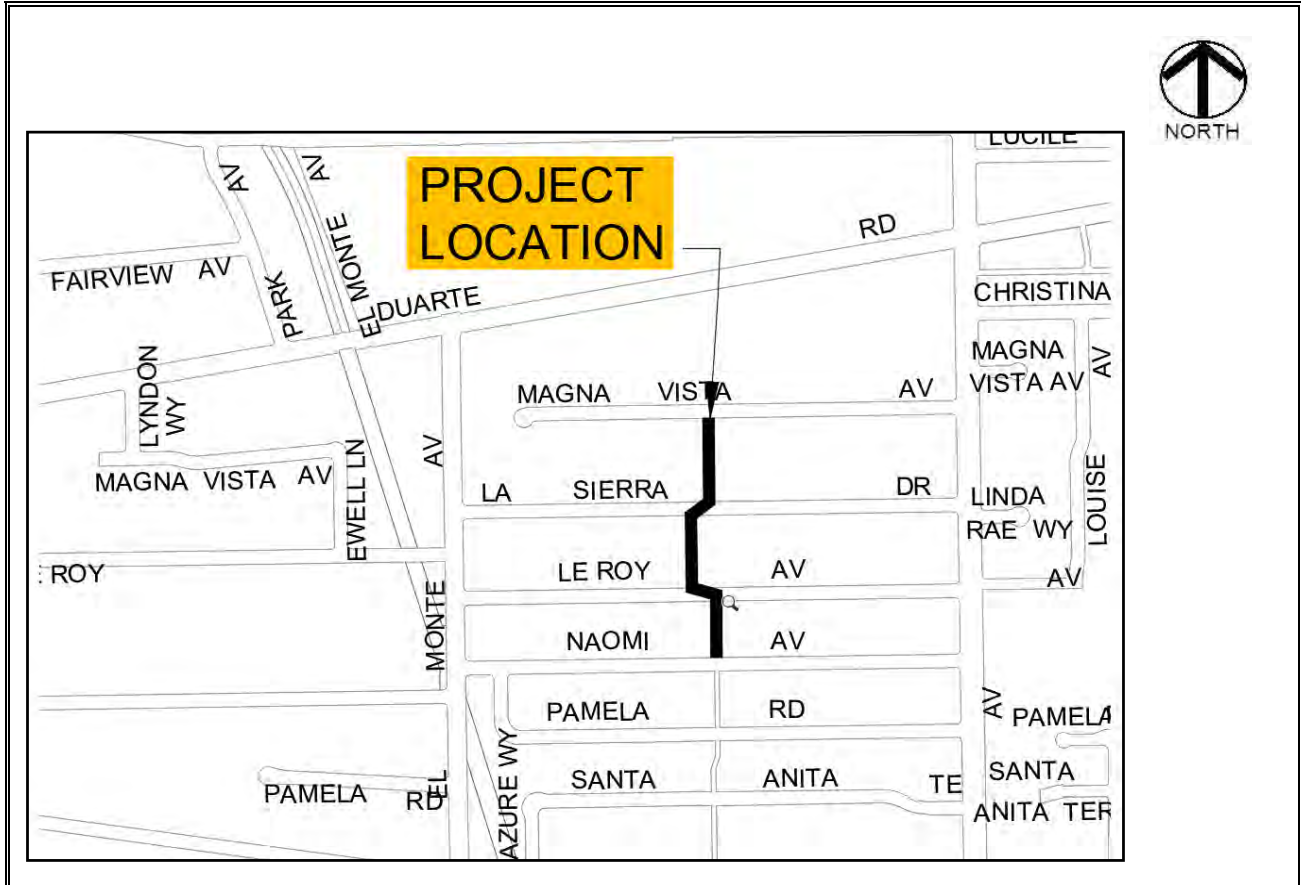 NORTH
LUCILE
PROJECT
LOCATION
AV
AV
RD
FAIRVIEW AV
EL MONTE
PARK
DUARTE
CHRISTINA
LYNDON
WY
MAGNA
VISTA AV
AV
MAGNA VISTA AV
MAGNA VISTA AV
EWELL LN
AV
LA SIERRA DR
LINDA
RAE WY
LOUISE
ROY
LE ROY AV
AV
MONTE
NAOMI AV
PAMELA RD
AV
PAMELA
AZURE WY
SANTA ANITA TE
SANTA
ANITA TER
PAMELA RD
EL